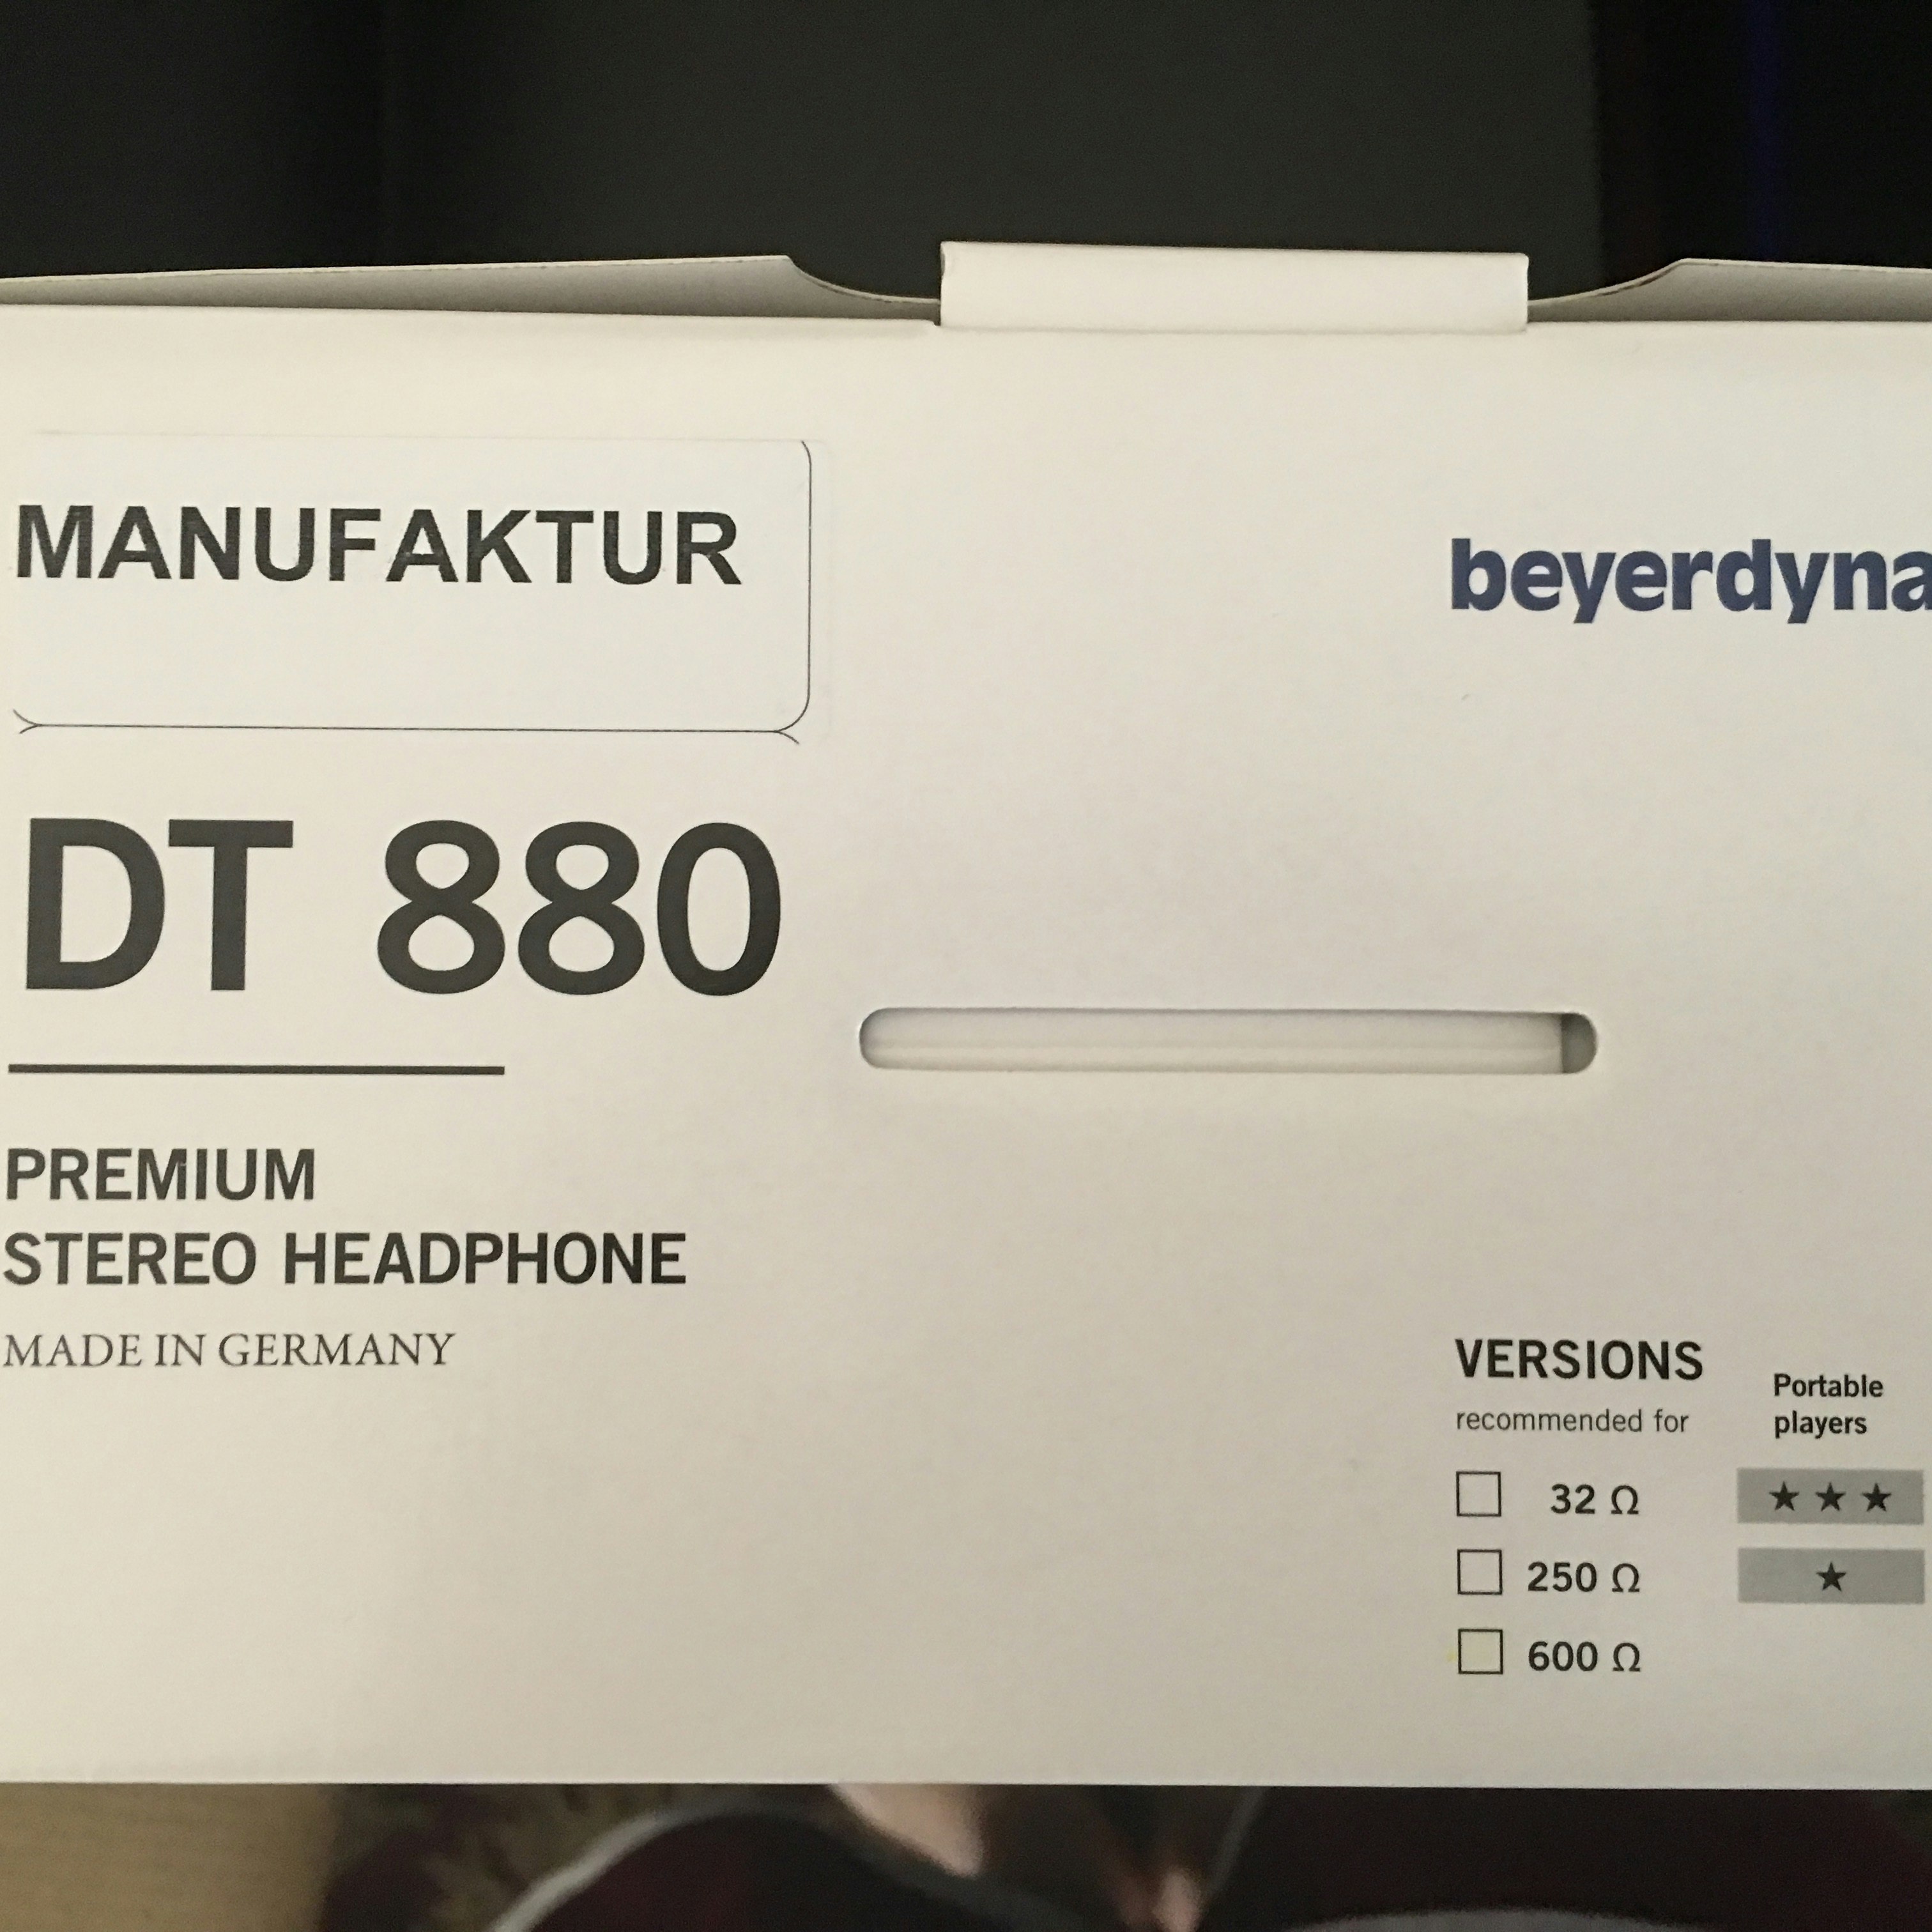 MANUFAKTUR
beyerdyna
DT 880
PREMIUM
STEREO HEADPHONE
MADE IN GERMANY
VERSIONS
recommended for
Portable
players
32 Ω ★ ★ ★
250 Ω ★
600 Ω